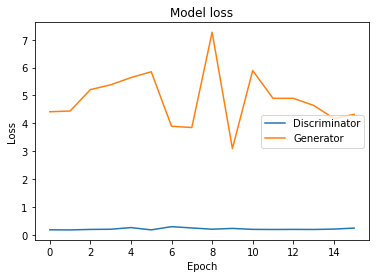 Model loss
Loss
7
6
5
4
3
2
1
0
Discriminator
Generator
0 2 4 6 8 10 12 14
Epoch